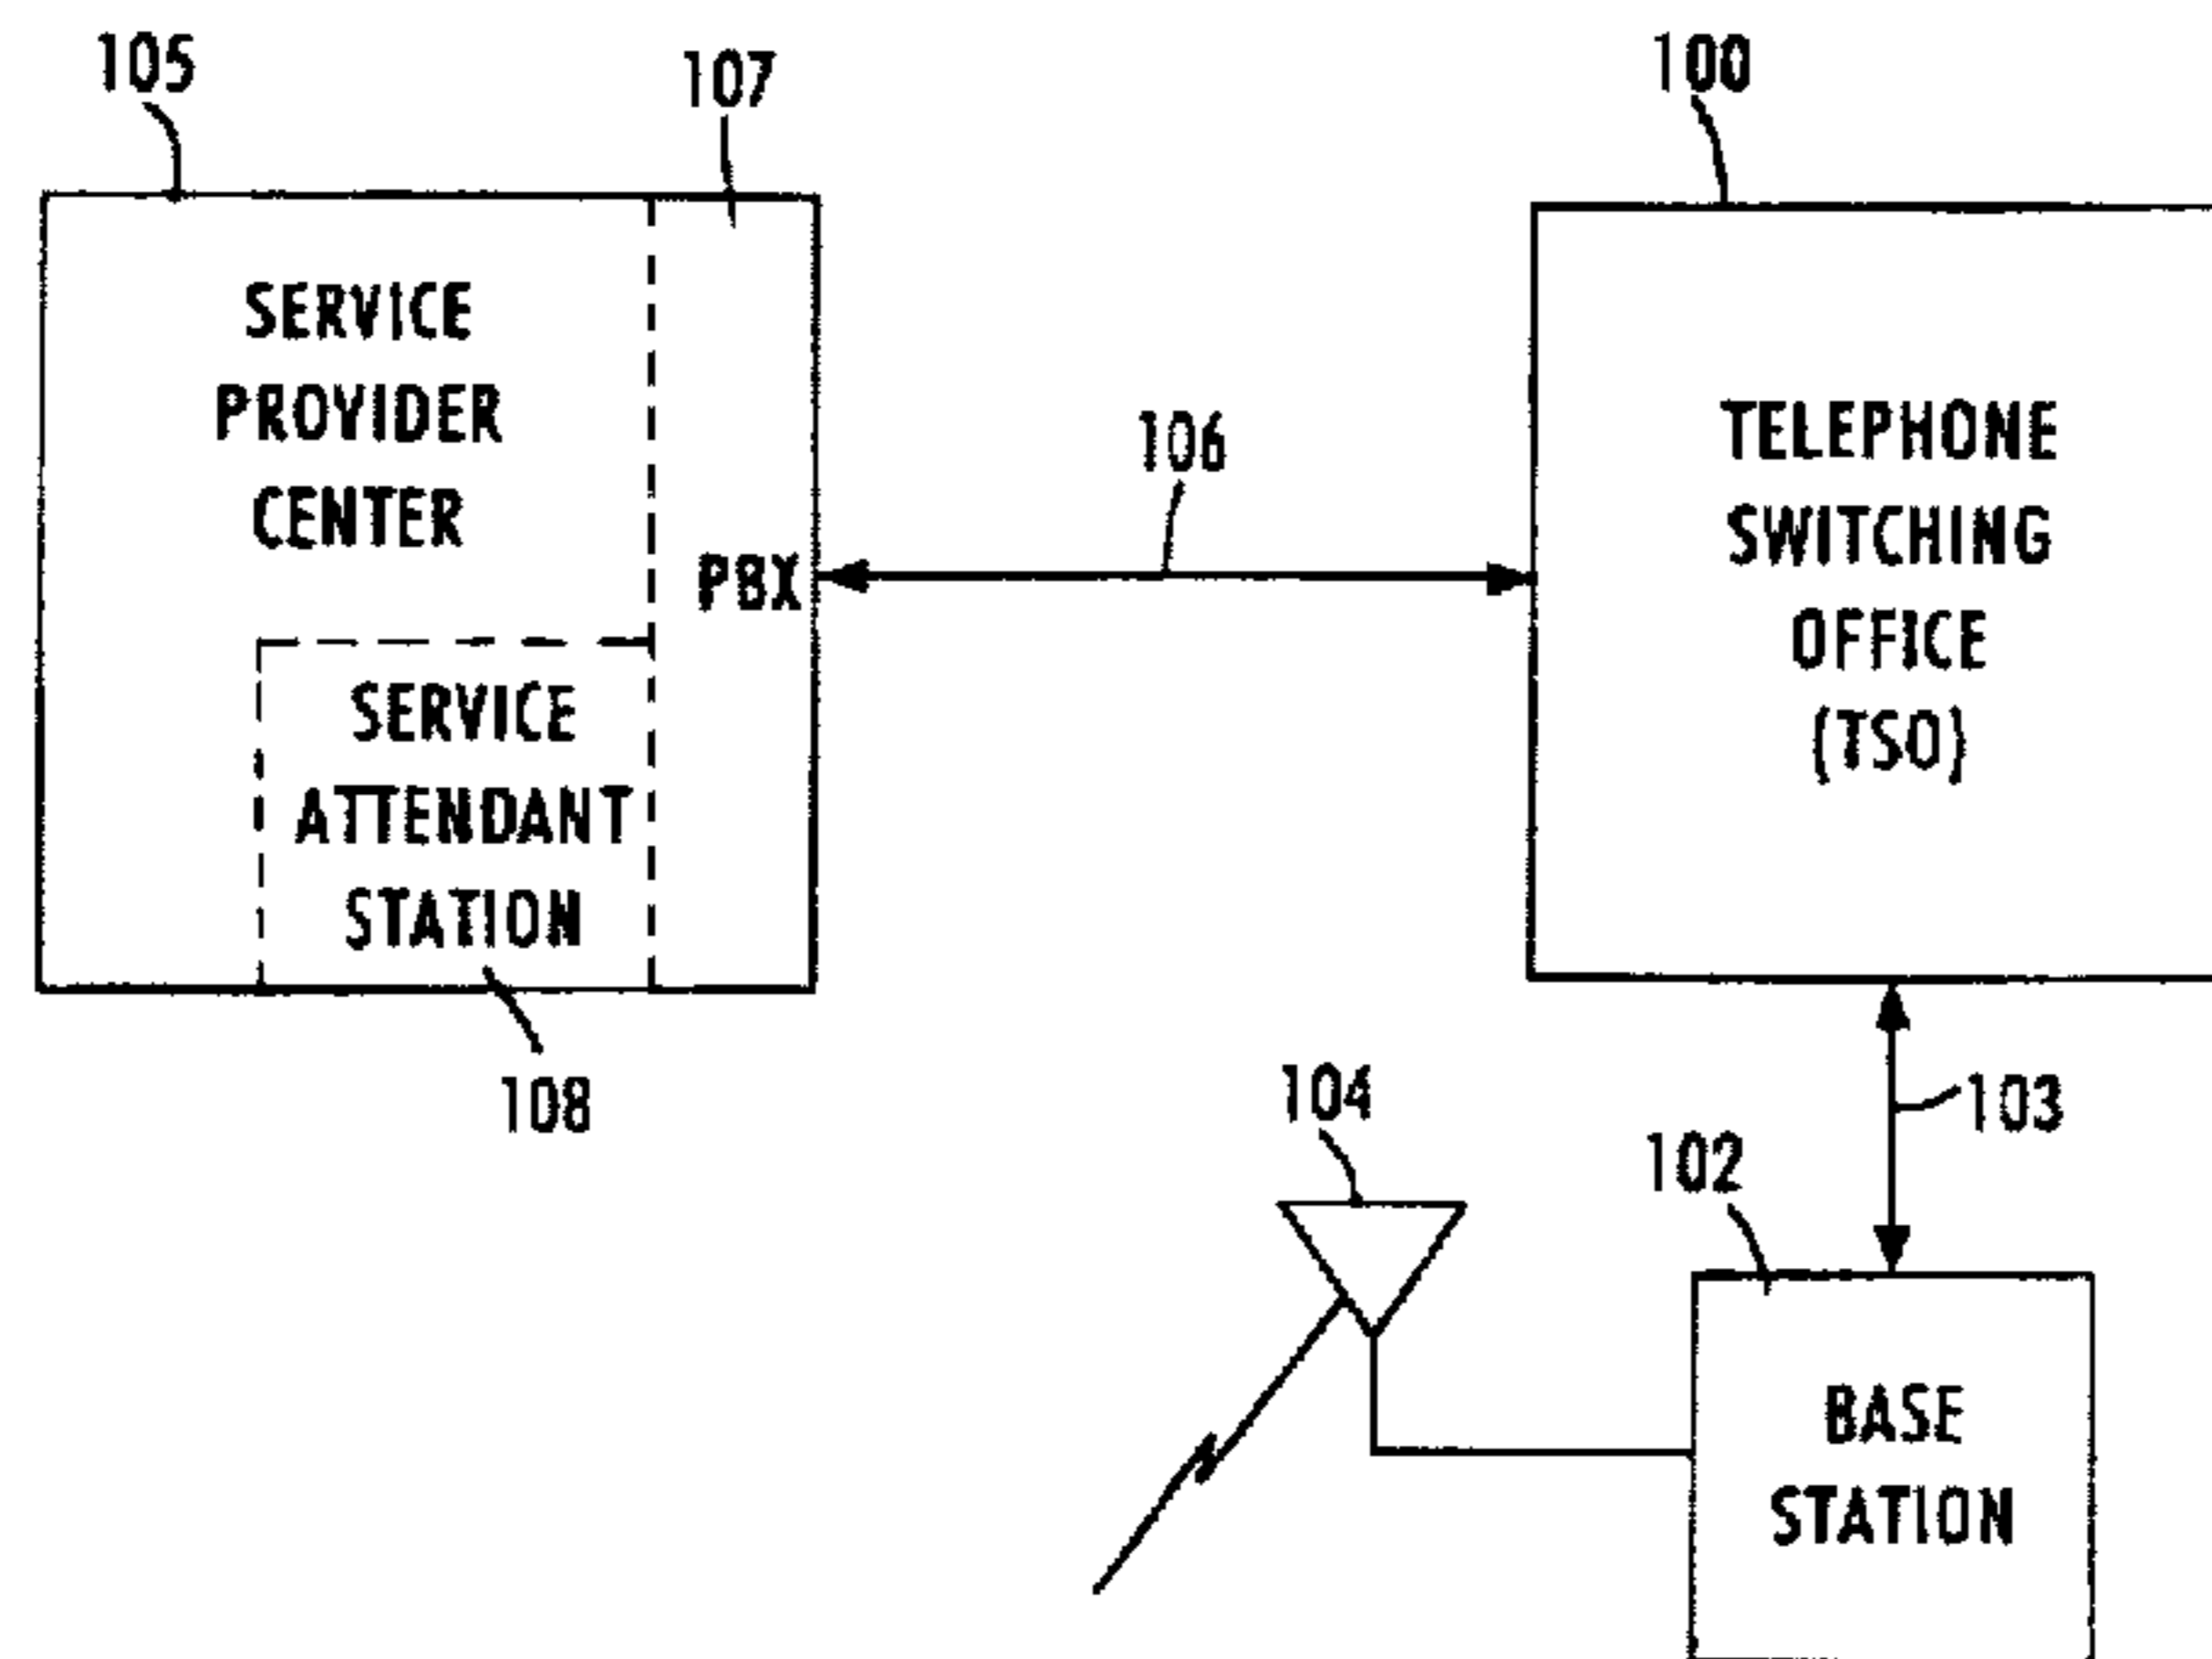 105
107
100
SERVICE
PROVIDER
CENTER
PBX
SERVICE
ATTENDANT
STATION
108
106
TELEPHONE
SWITCHING
OFFICE
(TSO)
104
103
102
BASE
STATION